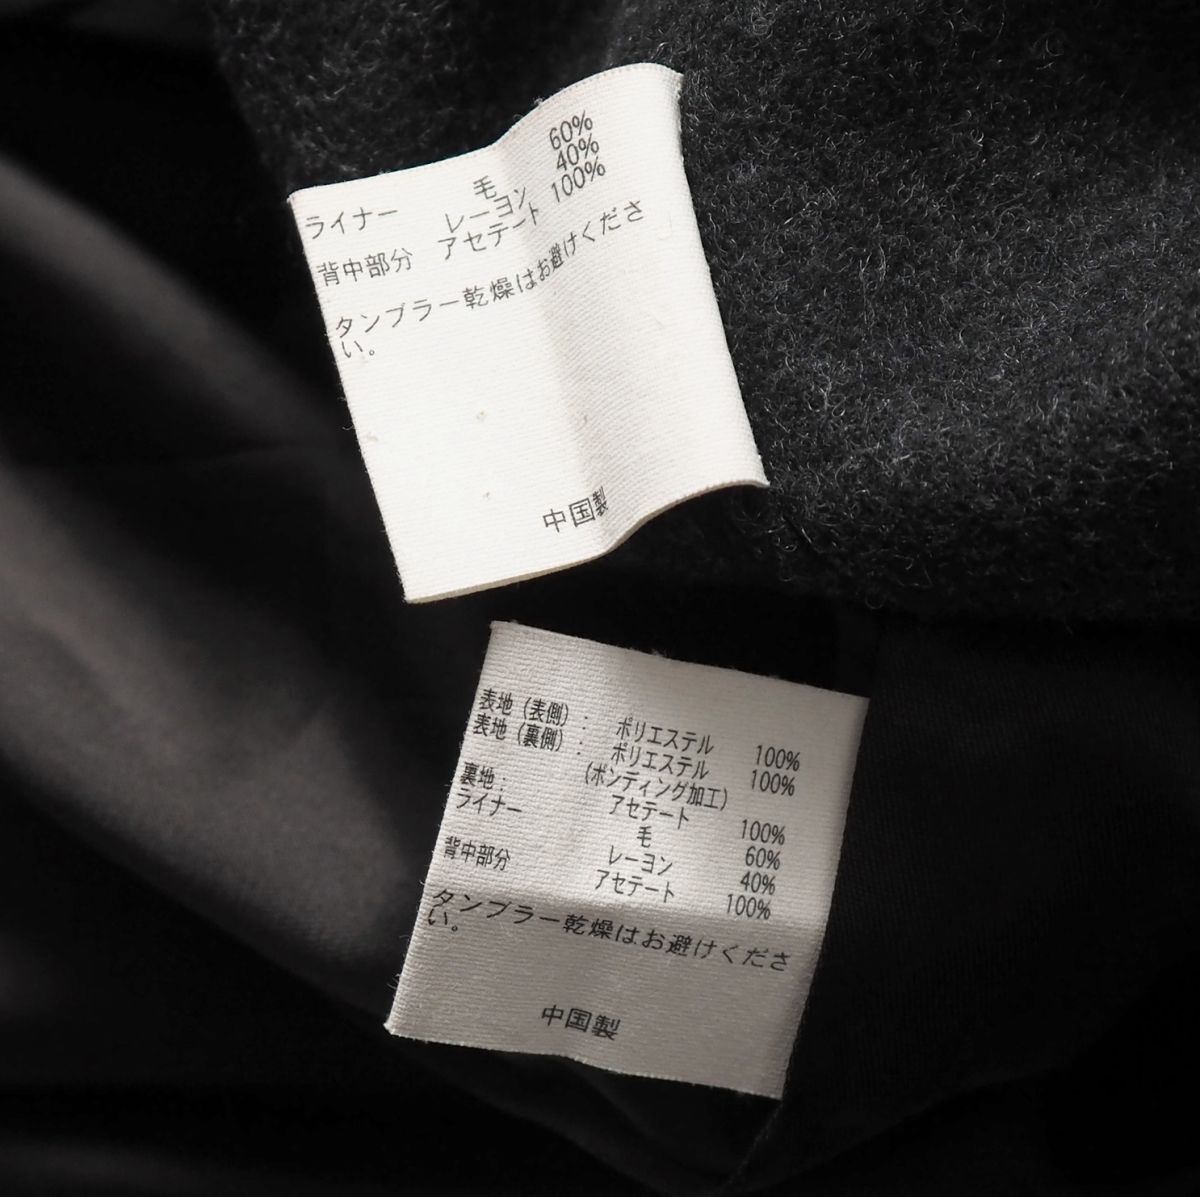 毛 60%
ライナー レーヨン 40%
背中部分 アセテート 100%
タンブラー乾燥はお避けくださ
い。
中国製
表地(表側): ポリエステル 100%
表地(裏側): ポリエステル 100%
(ボンディング加工)
裏地: アセテート 100%
ライナー 毛 60%
レーヨン 40%
背中部分 アセテート 100%
タンブラー乾燥はお避けくださ
い。
中国製